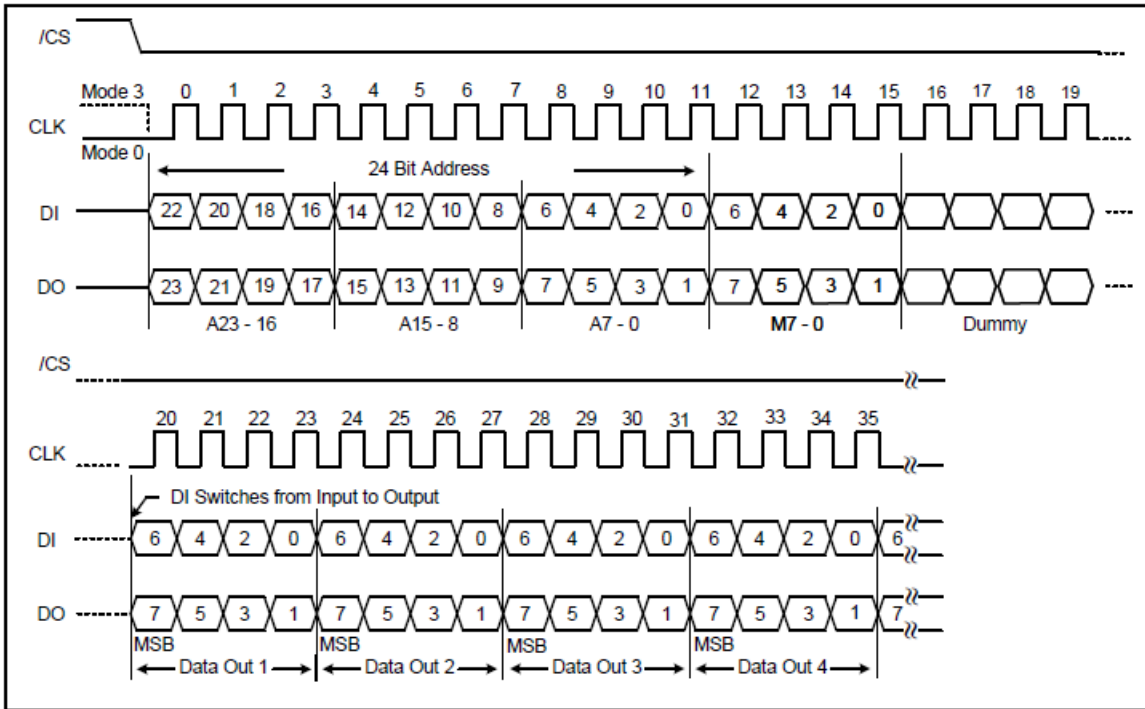 /CS
Mode 3 0 1 2 3 4 5 6 7 8 9 10 11 12 13 14 15 16 17 18 19
CLK
Mode 0
24 Bit Address
DI 22 20 18 16 14 12 10 8 6 4 2 0 6 4 2 0
DO 23 21 19 17 15 13 11 9 7 5 3 1 7 5 3 1
A23 - 16 A15 - 8 A7 - 0 M7 - 0 Dummy
/CS
20 21 22 23 24 25 26 27 28 29 30 31 32 33 34 35
CLK
DI Switches from Input to Output
DI 6 4 2 0 6 4 2 0 6 4 2 0 6 4 2 0 6
DO 7 5 3 1 7 5 3 1 7 5 3 1 7 5 3 1 7
MSB MSB MSB MSB
Data Out 1 Data Out 2 Data Out 3 Data Out 4